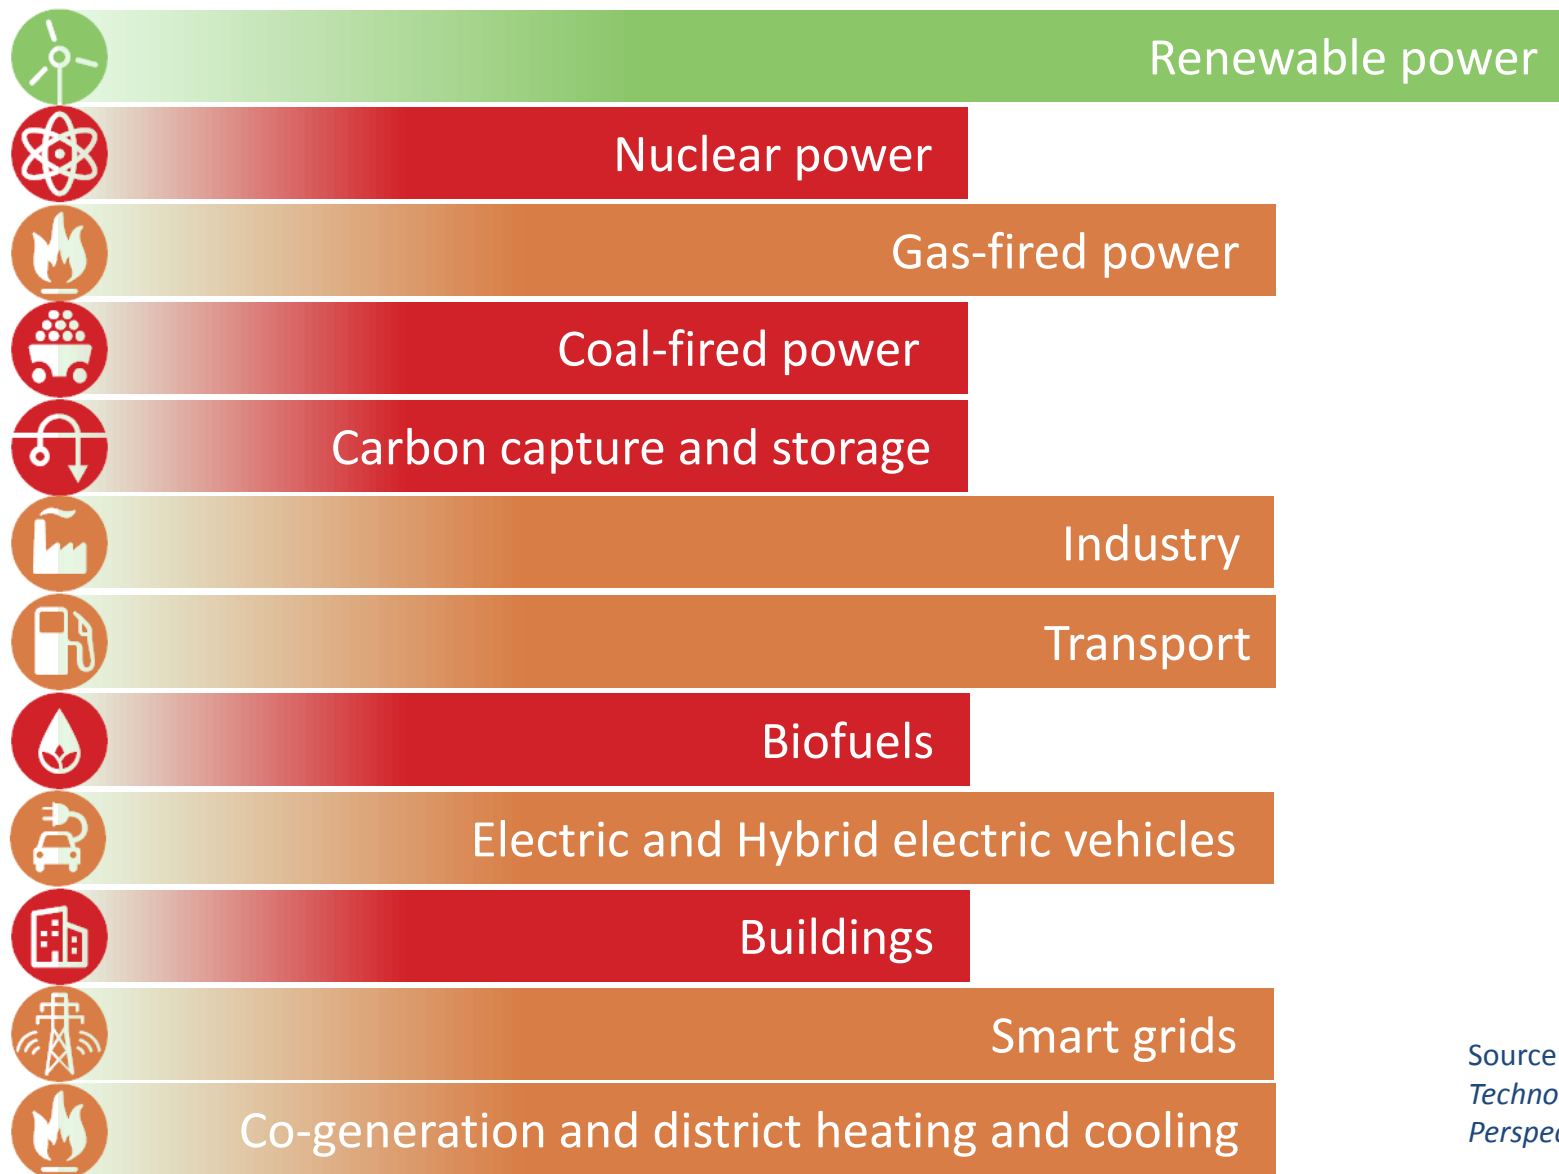 Renewable power
Nuclear power
Gas-fired power
Coal-fired power
Carbon capture and storage
Industry
Transport
Biofuels
Electric and Hybrid electric vehicles
Buildings
Smart grids
Co-generation and district heating and cooling
Source